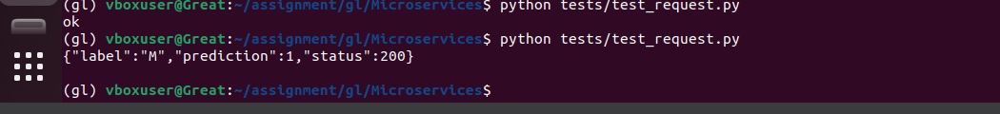 (gl) vboxuser@Great:~/assignment/gl/Microservices$ python tests/test_request.py
ok
(gl) vboxuser@Great:~/assignment/gl/Microservices$ python tests/test_request.py
{"label":"M","prediction":1,"status":200}
(gl) vboxuser@Great:~/assignment/gl/Microservices$